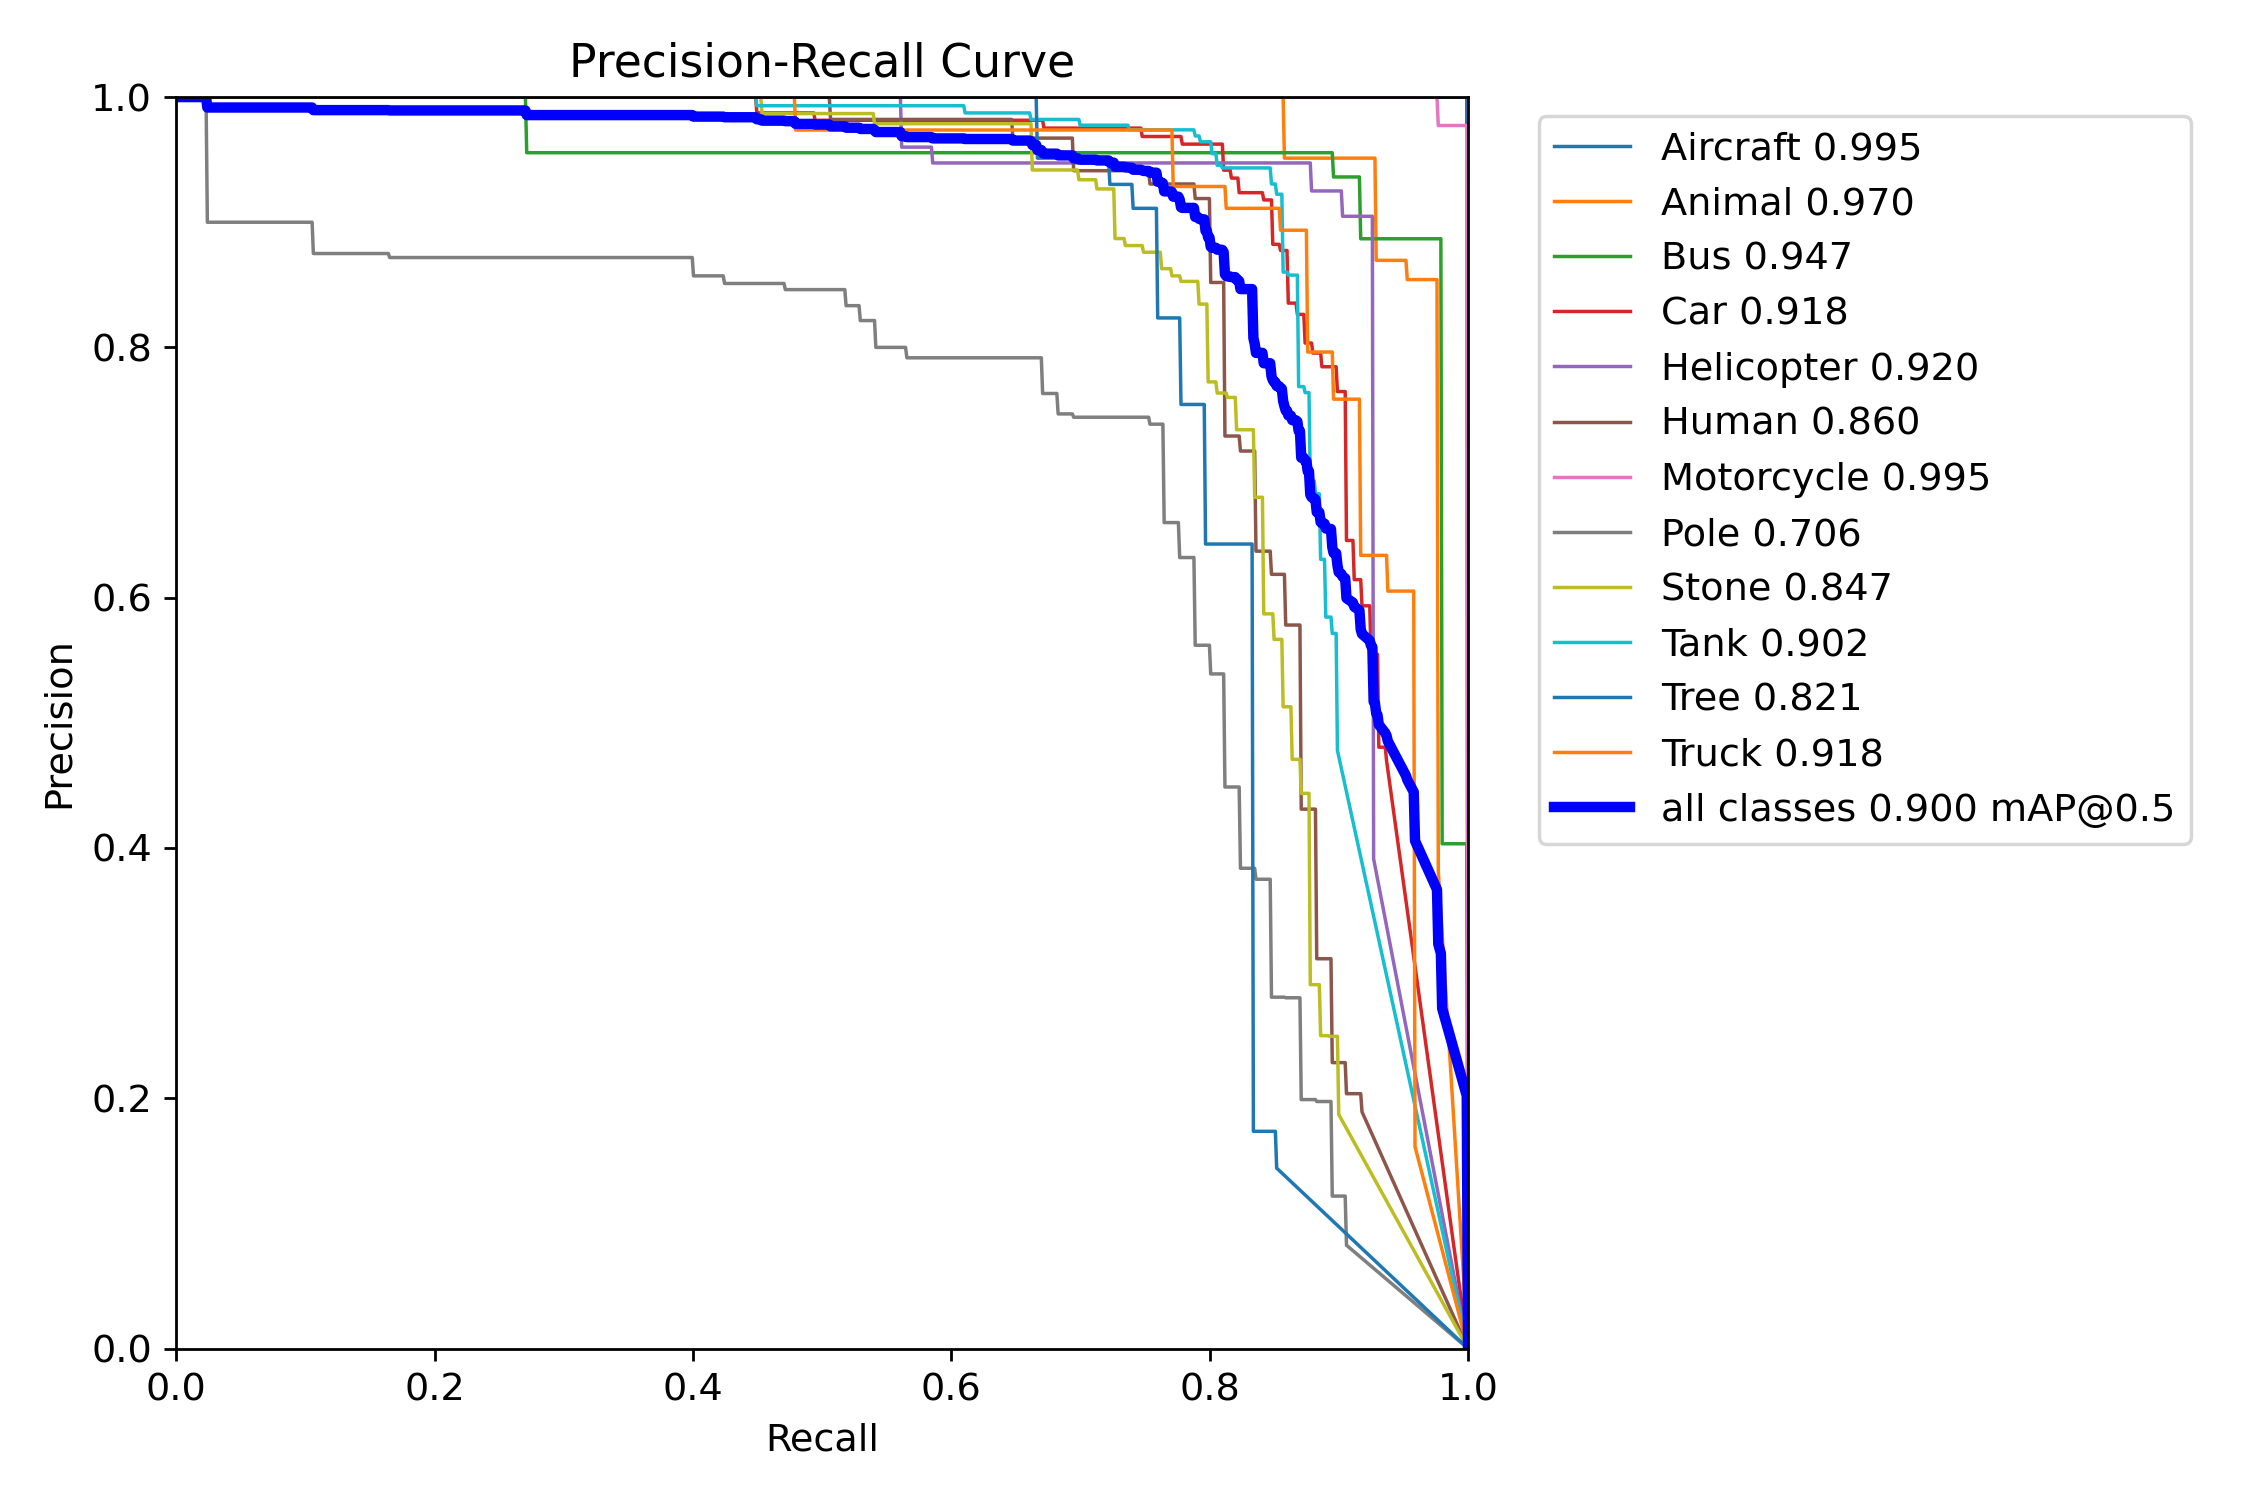 Precision-Recall Curve
1.0
0.8
0.6
0.4
0.2
0.0
Precision
0.0 0.2 0.4 0.6 0.8 1.0
Recall
Aircraft 0.995
Animal 0.970
Bus 0.947
Car 0.918
Helicopter 0.920
Human 0.860
Motorcycle 0.995
Pole 0.706
Stone 0.847
Tank 0.902
Tree 0.821
Truck 0.918
all classes 0.900 mAP@0.5